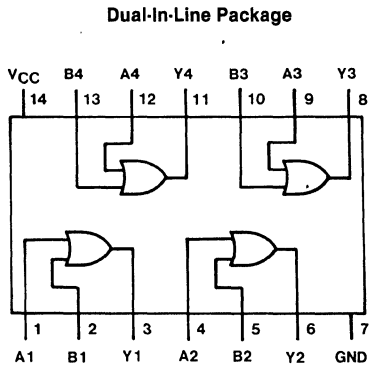 Dual-In-Line Package
VCC B4 A4 Y4 B3 A3 Y3
14 13 12 11 10 9 8
1 2 3 4 5 6 7
A1 B1 Y1 A2 B2 Y2 GND